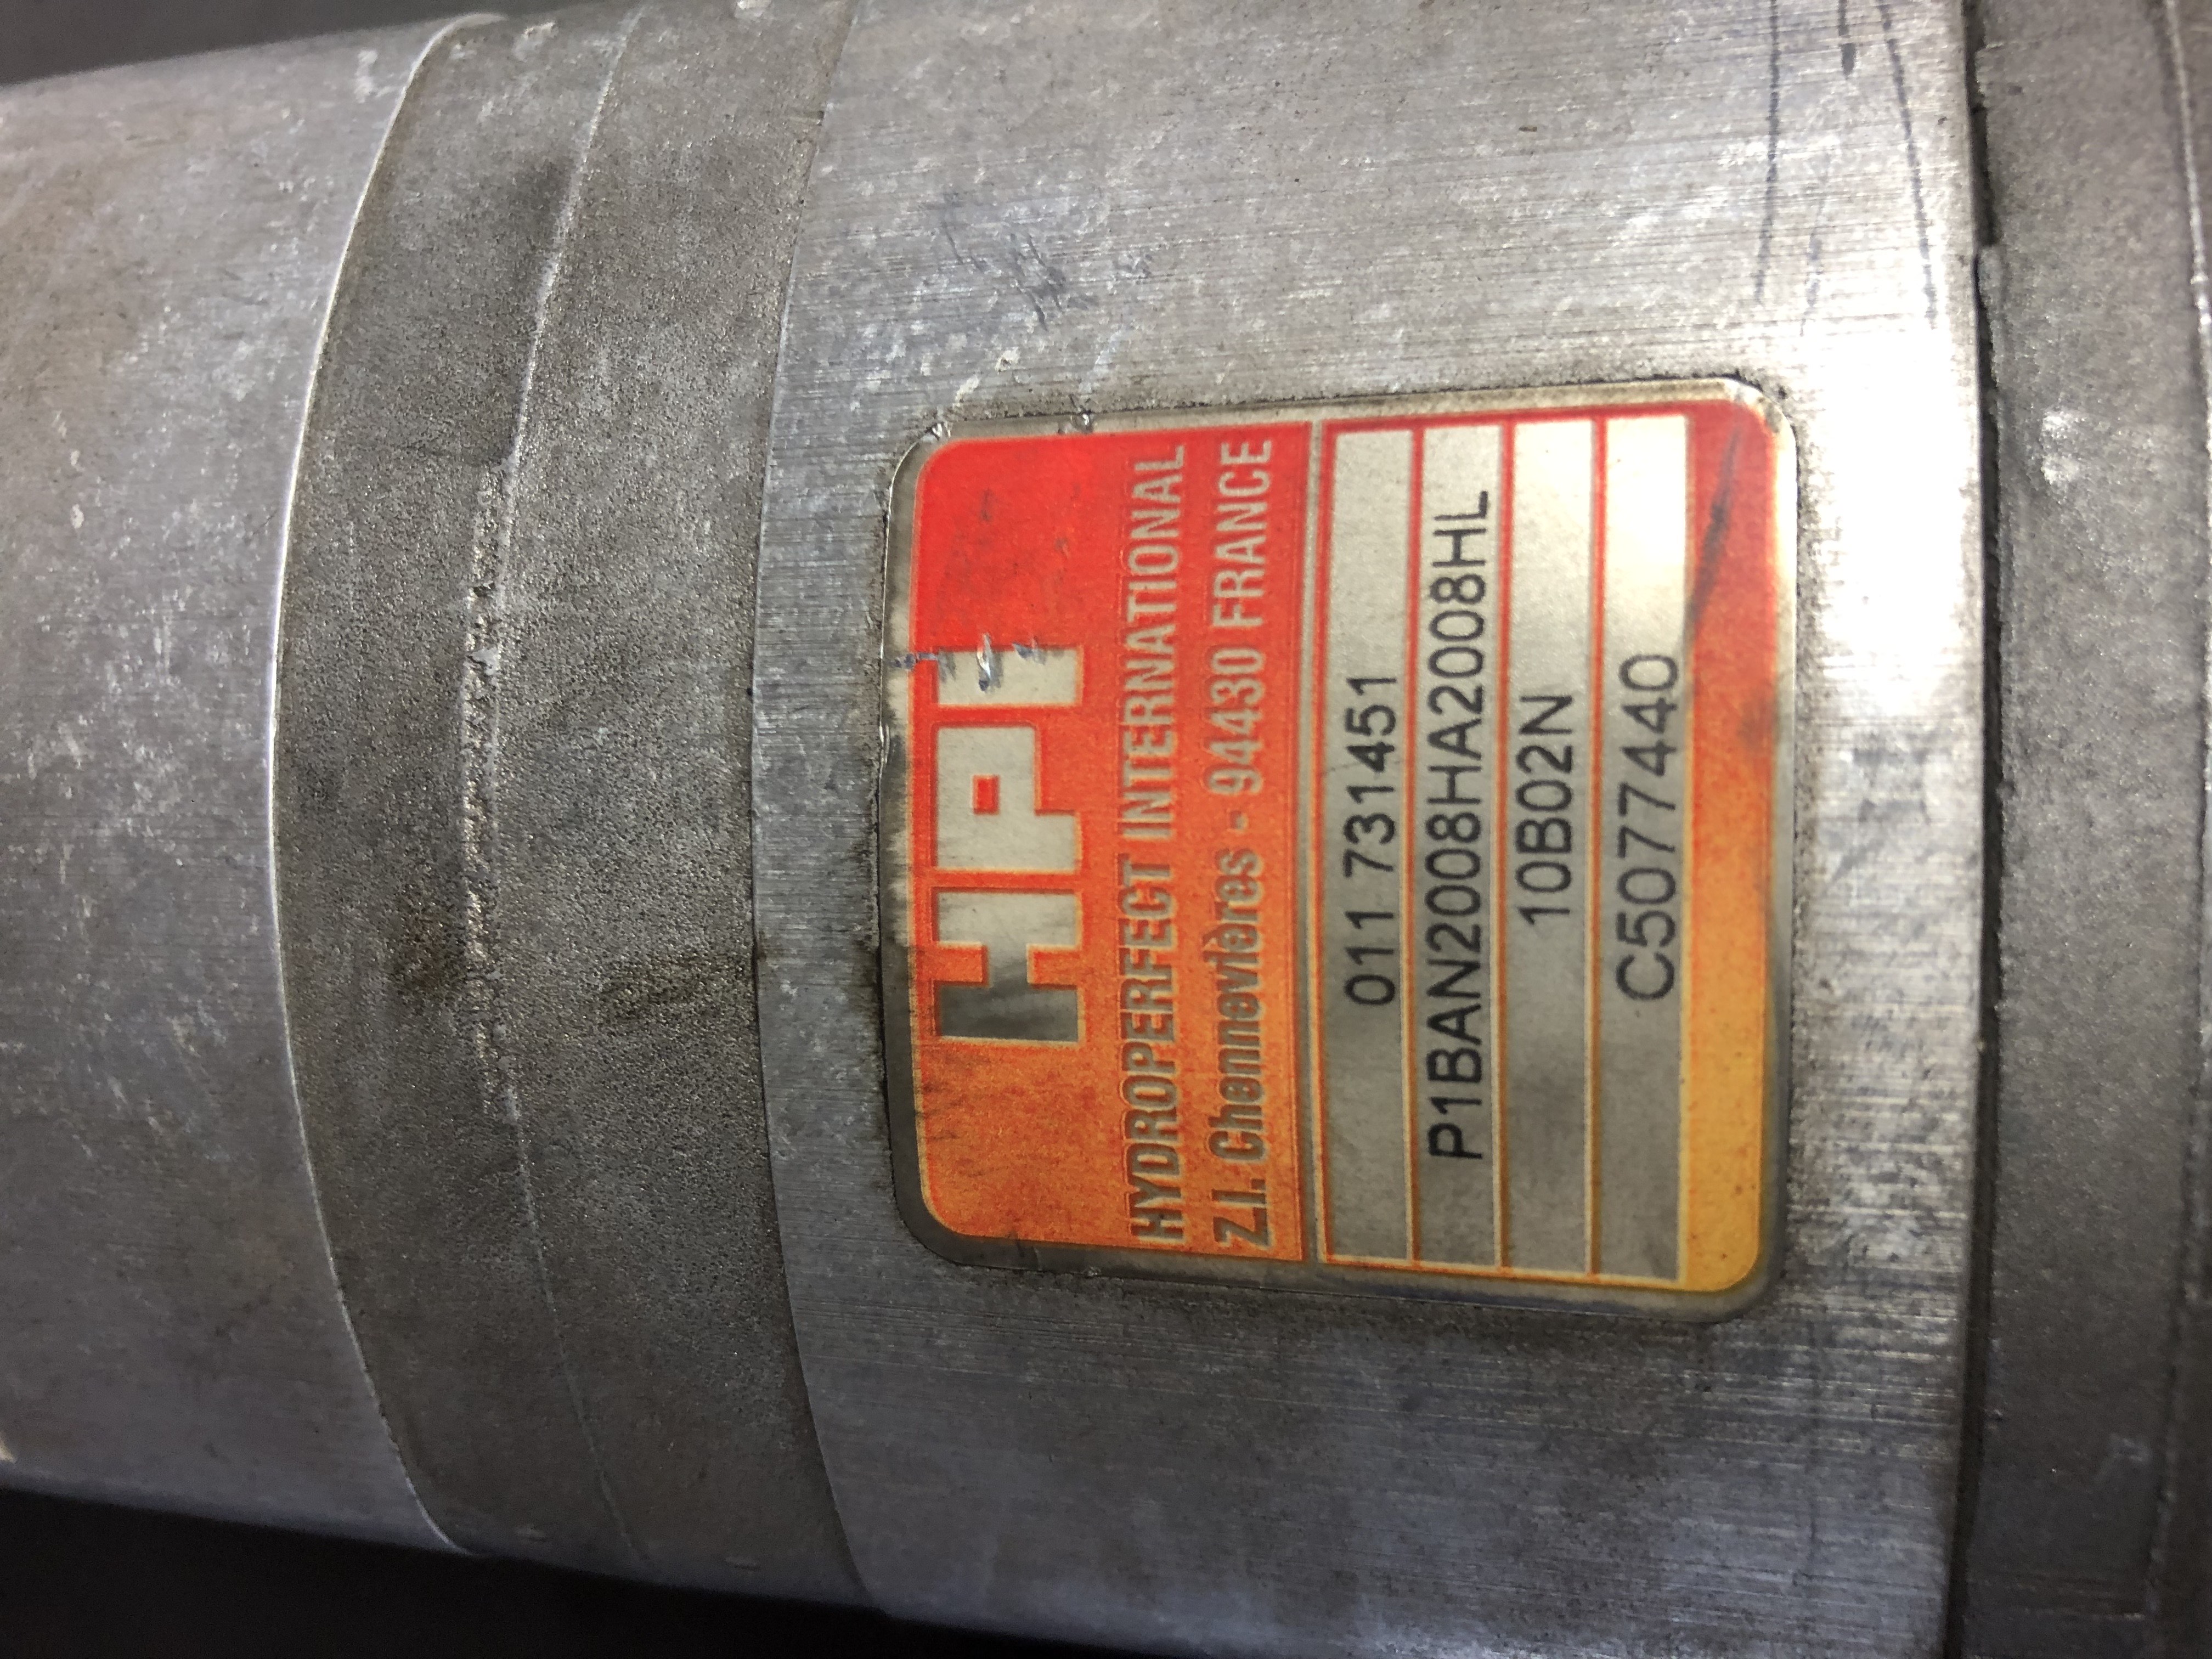 HPI
HYDROPERFECT INTERNATIONAL
Z.I. Chennevières - 94430 FRANCE
011 731451
P1BAN2008HA2008HL
10B02N
C5077440